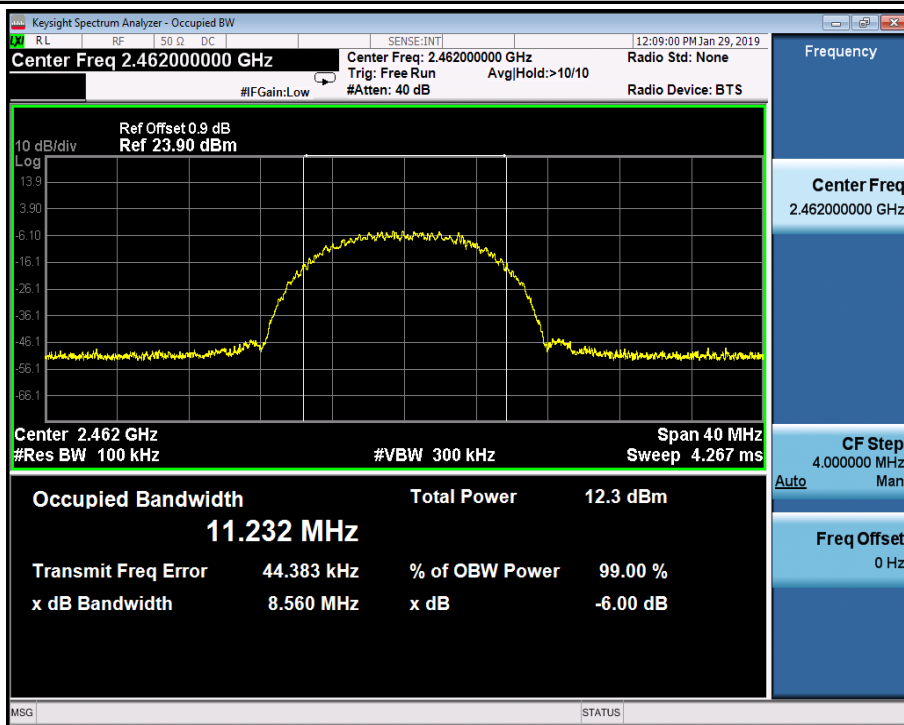 Keysight Spectrum Analyzer - Occupied BW
LXI RL RF 50 Ω DC SENSE:INT 12:09:00 PM Jan 29, 2019
Center Freq 2.462000000 GHz
Center Freq: 2.462000000 GHz Radio Std: None
Trig: Free Run Avg|Hold:>10/10
#IFGain:Low #Atten: 40 dB Radio Device: BTS
Ref Offset 0.9 dB
10 dB/div Ref 23.90 dBm
Log
13.9
3.90
-6.10
-16.1
-26.1
-36.1
-46.1
-56.1
-66.1
Center 2.462 GHz Span 40 MHz
#Res BW 100 kHz #VBW 300 kHz Sweep 4.267 ms
Occupied Bandwidth Total Power 12.3 dBm
11.232 MHz
Transmit Freq Error 44.383 kHz % of OBW Power 99.00 %
x dB Bandwidth 8.560 MHz x dB -6.00 dB
MSG STATUS
Frequency
Center Freq
2.462000000 GHz
CF Step
4.000000 MHz
Auto Man
Freq Offset
0 Hz